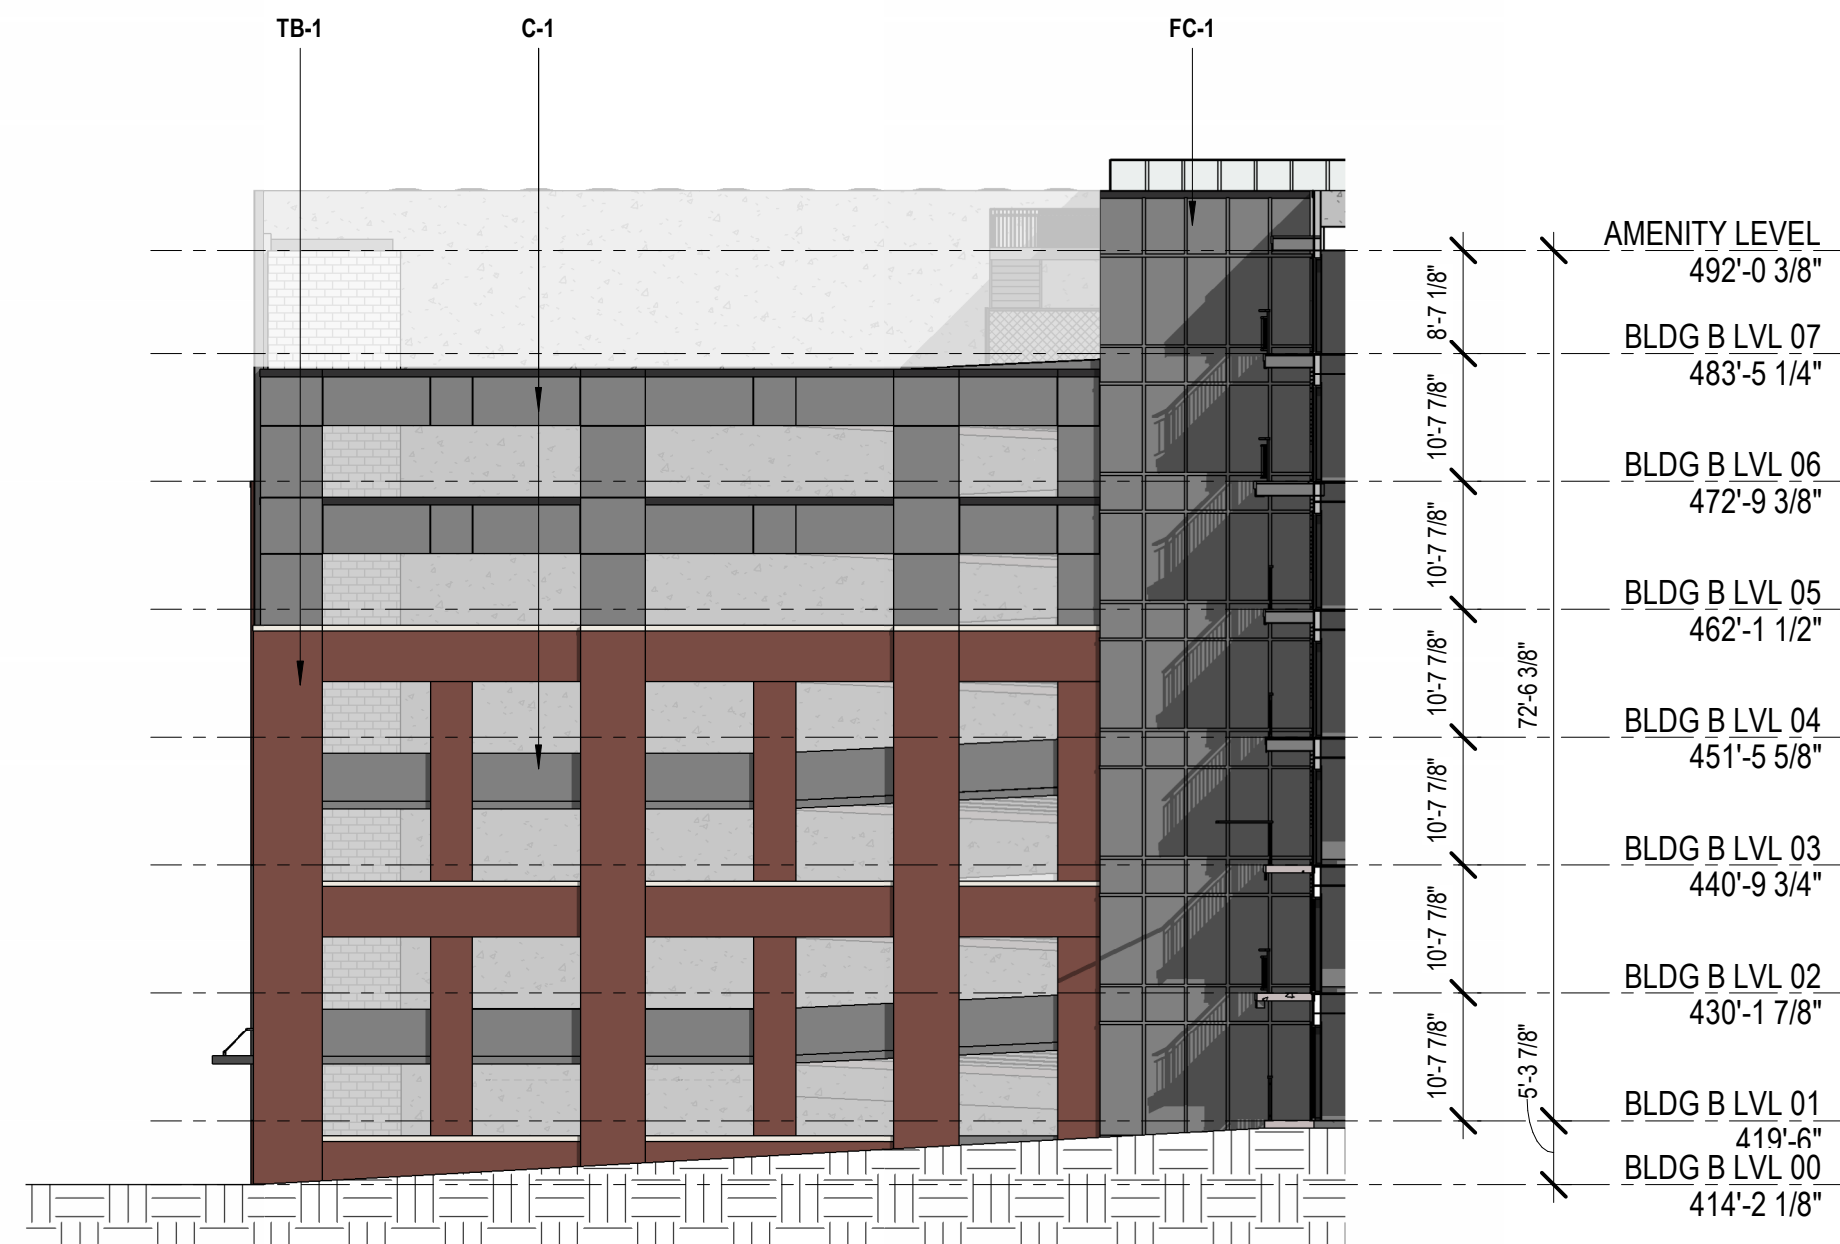 TB-1
C-1
FC-1
AMENITY LEVEL
492'-0 3/8"
8'-7 1/8"
BLDG B LVL 07
483'-5 1/4"
10'-7 7/8"
BLDG B LVL 06
472'-9 3/8"
10'-7 7/8"
BLDG B LVL 05
462'-1 1/2"
10'-7 7/8"
72'-6 3/8"
BLDG B LVL 04
451'-5 5/8"
10'-7 7/8"
BLDG B LVL 03
440'-9 3/4"
10'-7 7/8"
BLDG B LVL 02
430'-1 7/8"
10'-7 7/8"
5'-3 7/8"
BLDG B LVL 01
419'-6"
BLDG B LVL 00
414'-2 1/8"